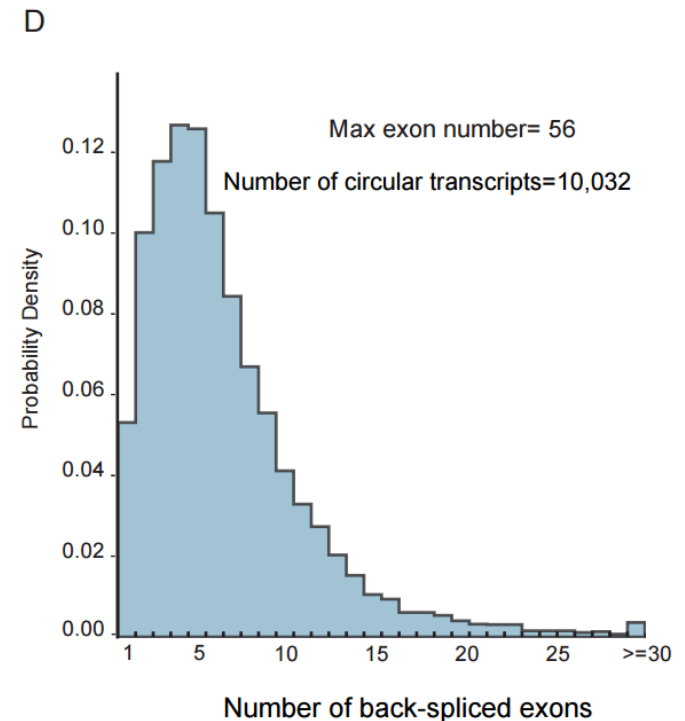 D
Max exon number= 56
Number of circular transcripts=10,032
Probability Density
0.12
0.10
0.08
0.06
0.04
0.02
0.00
1 5 10 15 20 25 >=30
Number of back-spliced exons